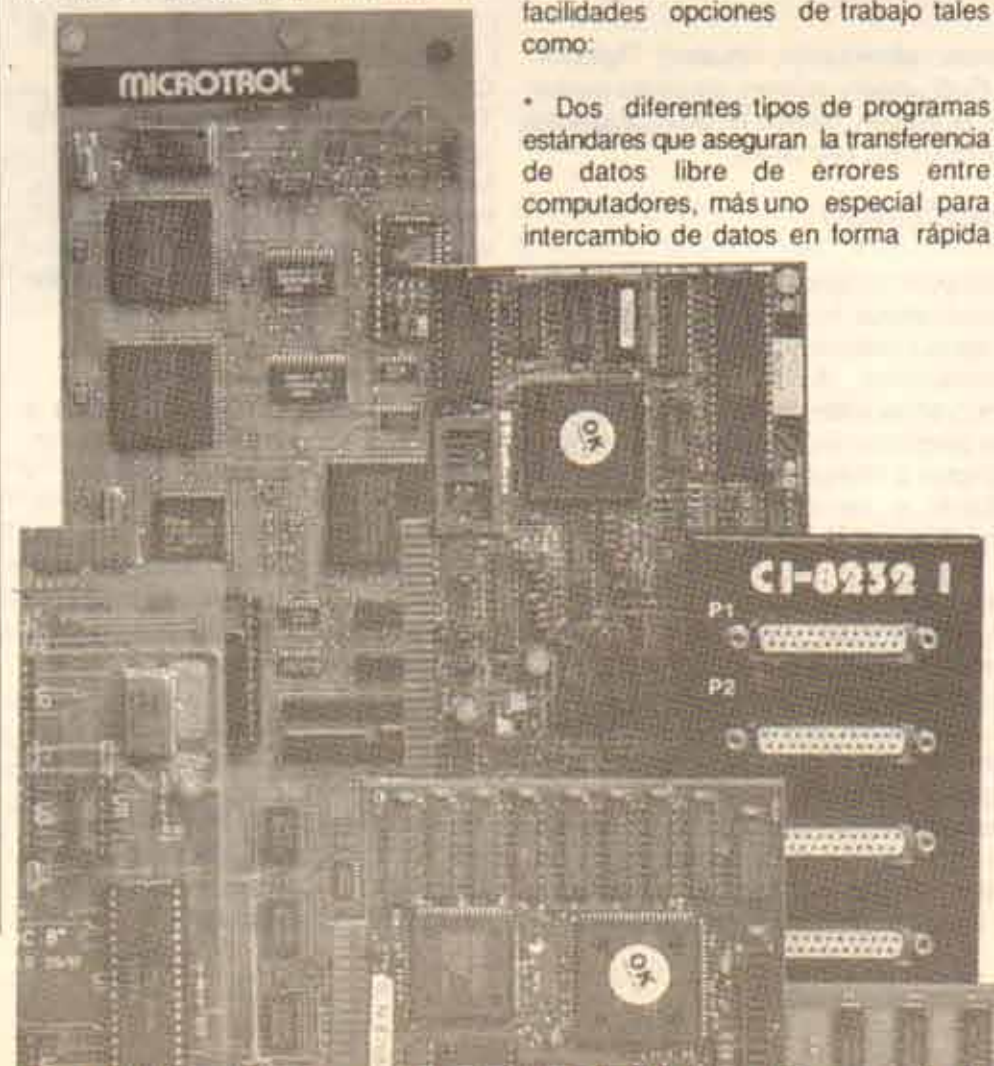 facilidades opciones de trabajo tales
como:
* Dos diferentes tipos de programas
estándares que aseguran la transferencia
de datos libre de errores entre
computadores, más uno especial para
intercambio de datos en forma rápida
MICROTROL
OK
CI-8232 I
P1
P2
OK